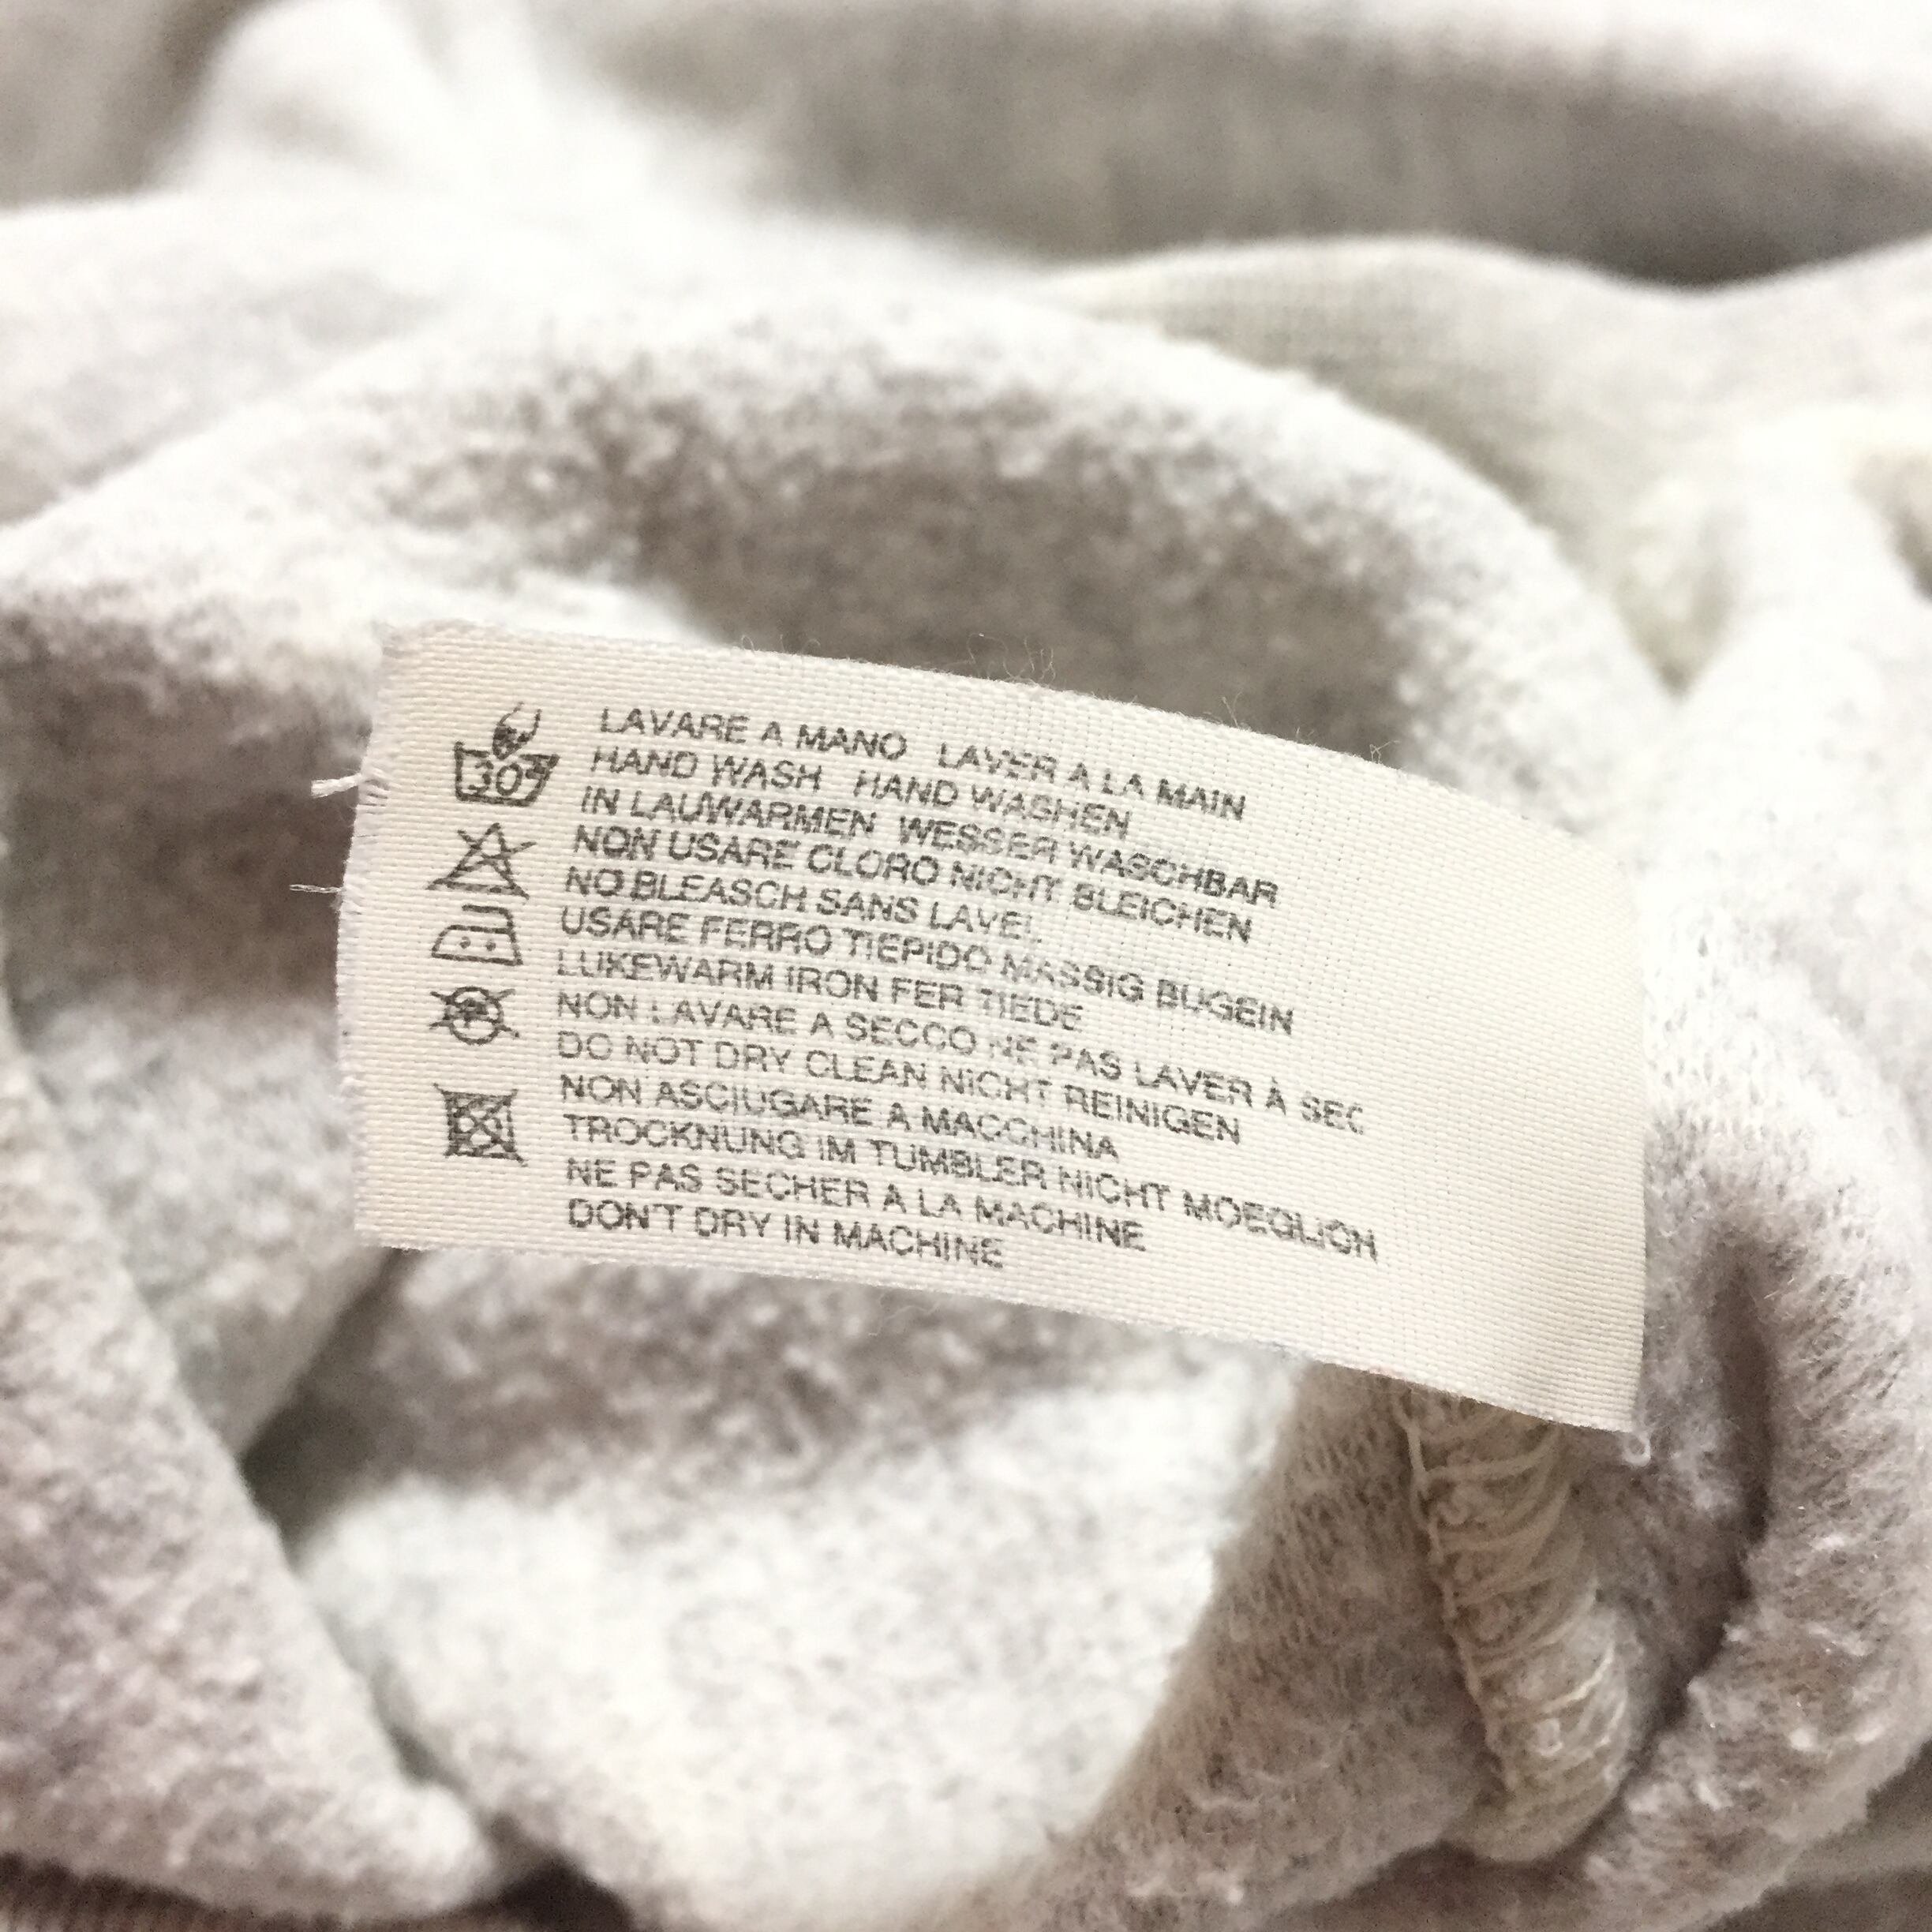 LAVARE A MANO LAVER A LA MAIN
HAND WASH HAND WASHEN
30°
IN LAUWARMEN WESSER WASCHBAR
NON USARE CLORO NICHT BLEICHEN
NO BLEASCH SANS LAVEL
USARE FERRO TIEPIDO MASSIG BUGEIN
LUKEWARM IRON FER TIEDE
NON LAVARE A SECCO NE PAS LAVER À SEC
P
DO NOT DRY CLEAN NICHT REINIGEN
NON ASCIUGARE A MACCHINA
TROCKNUNG IM TUMBLER NICHT MOEGLICH
NE PAS SECHER A LA MACHINE
DON'T DRY IN MACHINE